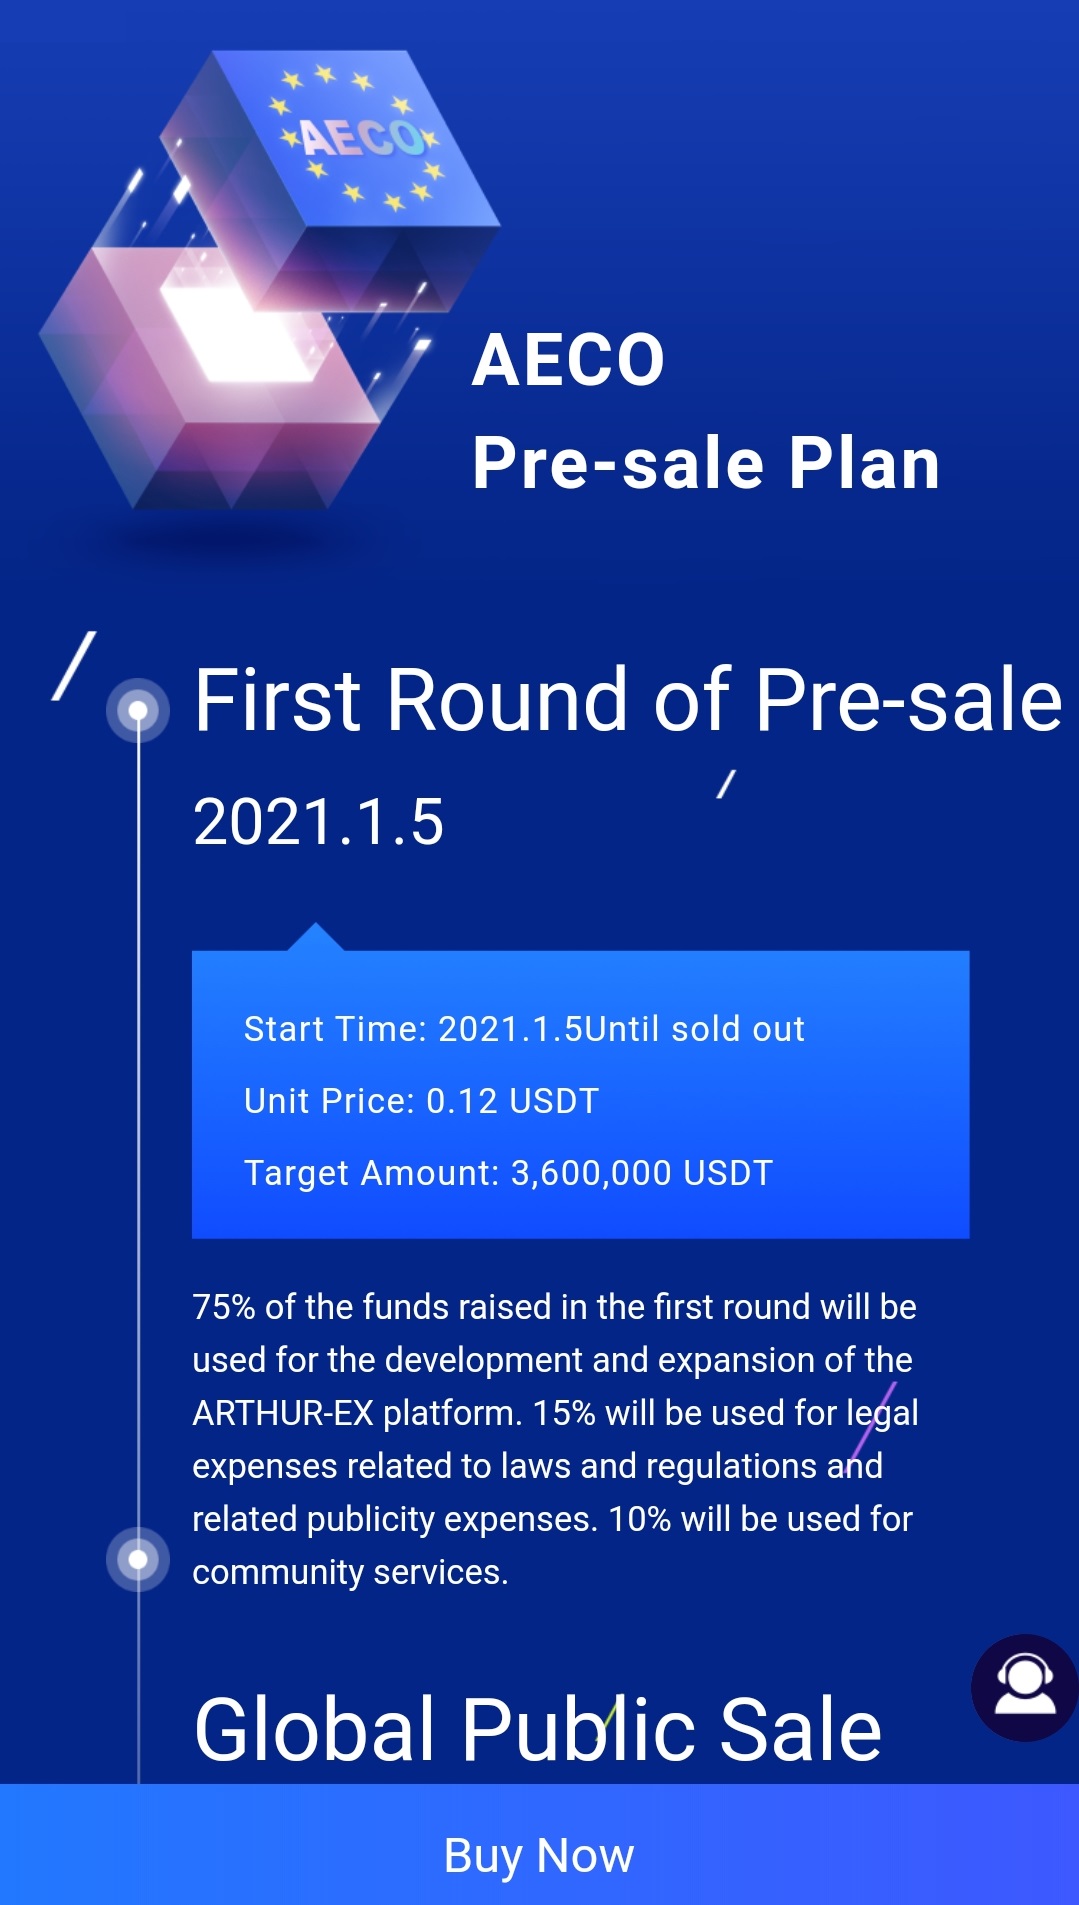 AECO
AECO
Pre-sale Plan
First Round of Pre-sale
2021.1.5
Start Time: 2021.1.5Until sold out
Unit Price: 0.12 USDT
Target Amount: 3,600,000 USDT
75% of the funds raised in the first round will be
used for the development and expansion of the
ARTHUR-EX platform. 15% will be used for legal
expenses related to laws and regulations and
related publicity expenses. 10% will be used for
community services.
Global Public Sale
Buy Now